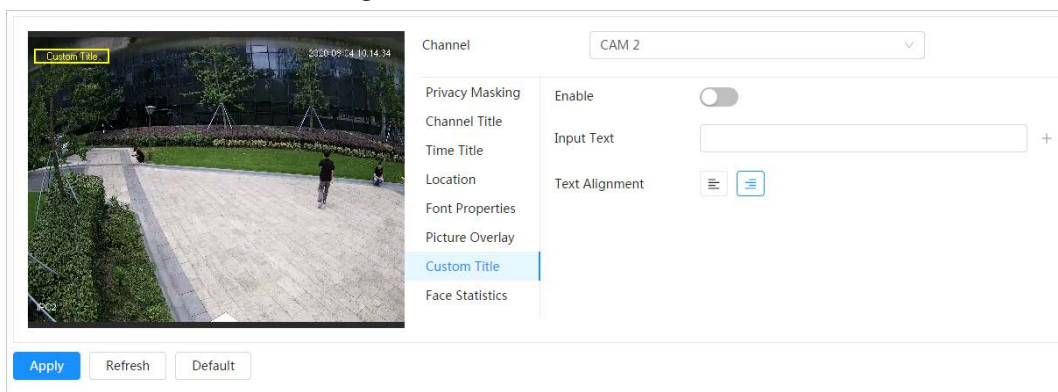 Channel
CAM 2
Custom Title
2020-09-04 10:14:34
Privacy Masking
Enable
Channel Title
Input Text
+
Time Title
Location
Text Alignment
Font Properties
Picture Overlay
Custom Title
Face Statistics
IPC2
Apply
Refresh
Default